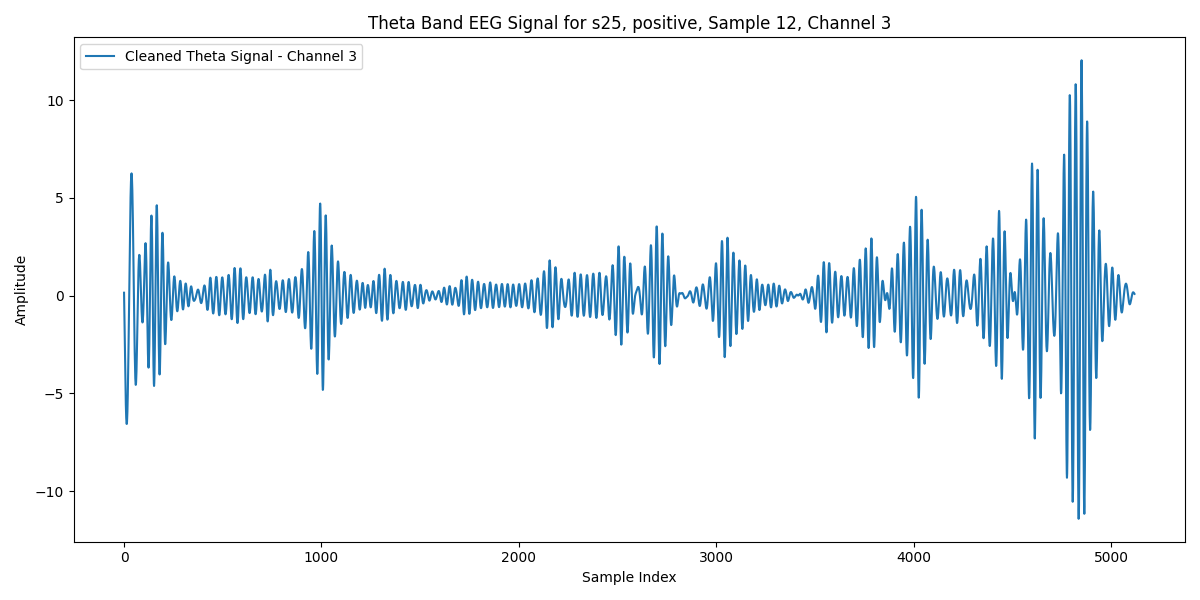 Theta Band EEG Signal for s25, positive, Sample 12, Channel 3
Cleaned Theta Signal - Channel 3
Amplitude
10
5
0
−5
−10
0 1000 2000 3000 4000 5000
Sample Index